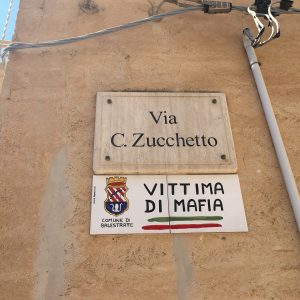 Via
C. Zucchetto
VITTIMA
DI MAFIA
COMUNE DI
BALESTRATE